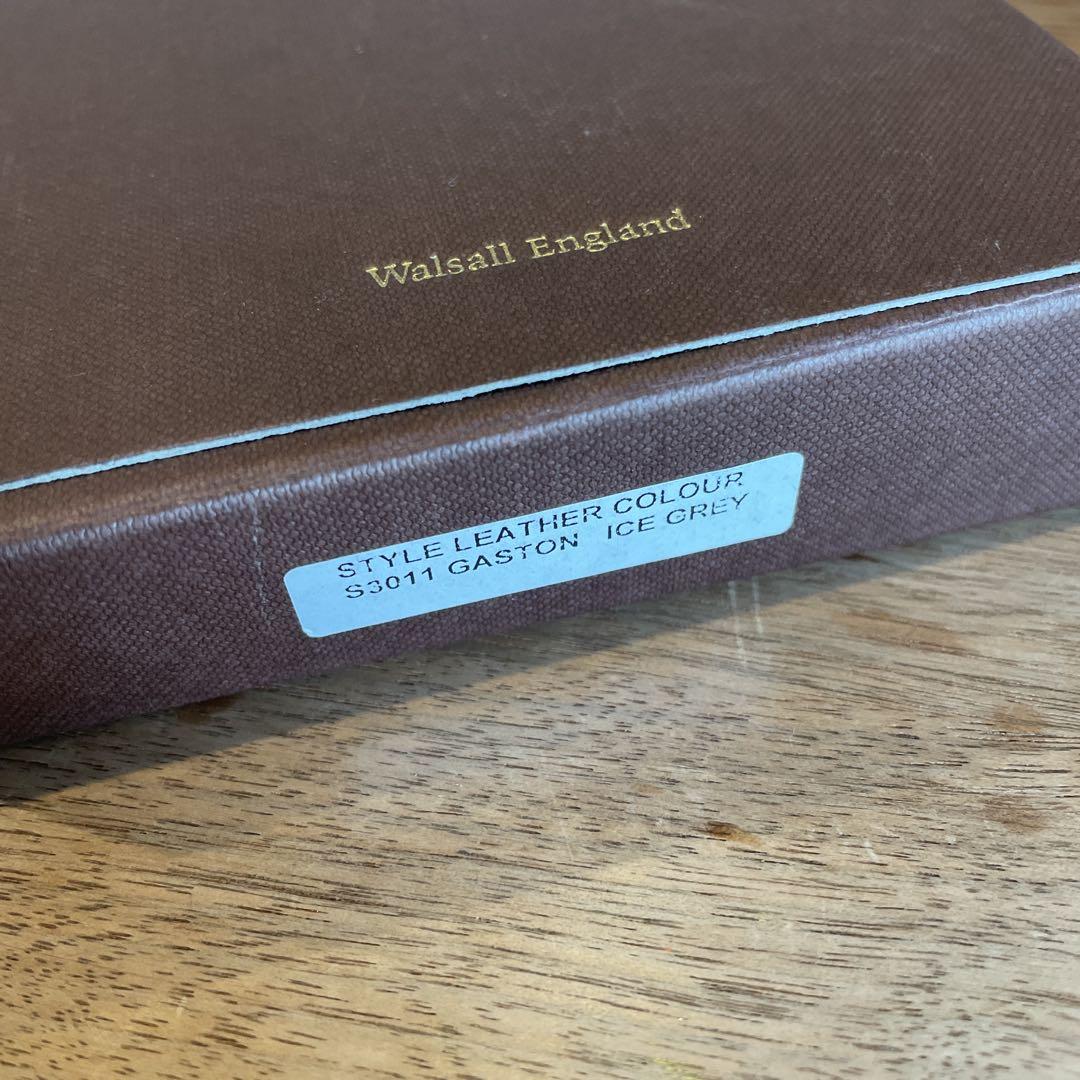 Walsall England
STYLE LEATHER COLOUR
S3011 GASTON ICE GREY